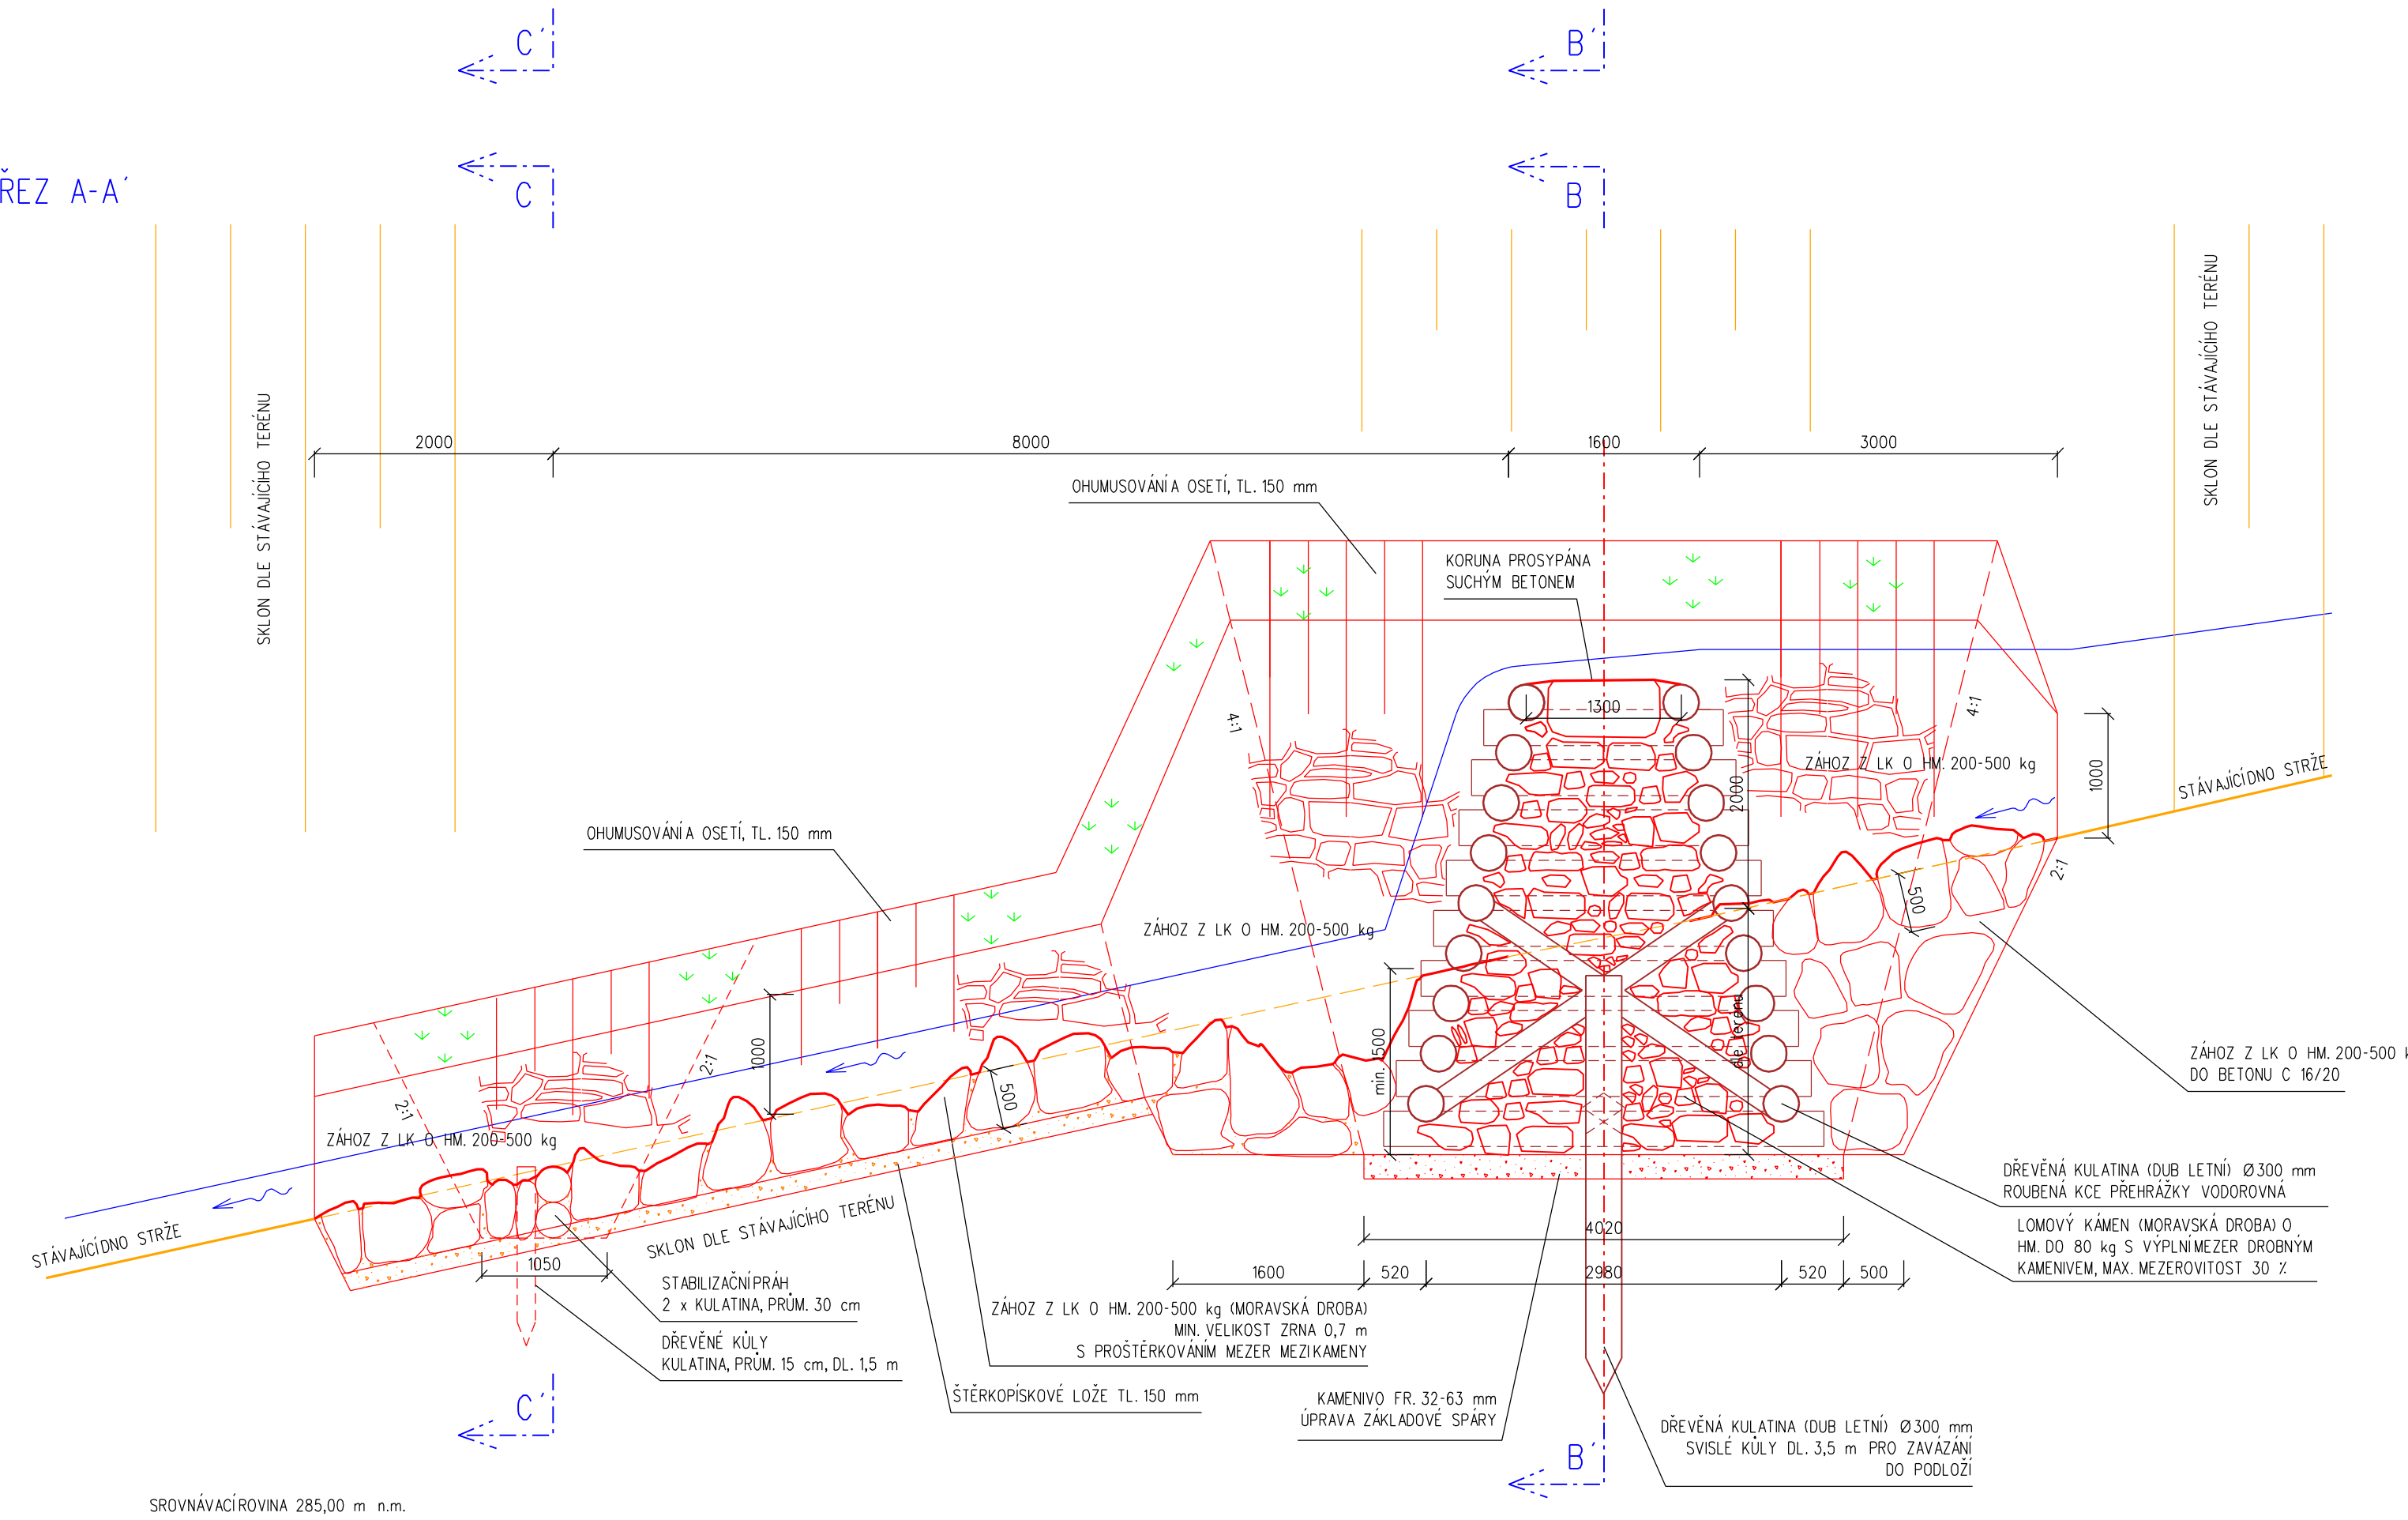 C´
B´
ŘEZ A-A´
C
B
SKLON DLE STÁVAJÍCÍHO TERÉNU
SKLON DLE STÁVAJÍCÍHO TERÉNU
2000
8000
1600
3000
OHUMUSOVÁNÍ A OSETÍ, TL. 150 mm
KORUNA PROSYPÁNA
SUCHÝM BETONEM
1300
4:1
4:1
2000
ZÁHOZ Z LK O HM. 200-500 kg
1000
STÁVAJÍCÍ DNO STRŽE
OHUMUSOVÁNÍ A OSETÍ, TL. 150 mm
2:1
500
ZÁHOZ Z LK O HM. 200-500 kg
min. 1500
dle terénu
1000
2:1
500
2:1
ZÁHOZ Z LK O HM. 200-500 kg
ZÁHOZ Z LK O HM. 200-500 k
DO BETONU C 16/20
STÁVAJÍCÍ DNO STRŽE
SKLON DLE STÁVAJÍCÍHO TERÉNU
DŘEVĚNÁ KULATINA (DUB LETNÍ) Ø300 mm
ROUBENÁ KCE PŘEHRÁŽKY VODOROVNÁ
4020
LOMOVÝ KÁMEN (MORAVSKÁ DROBA) O
HM. DO 80 kg S VÝPLNÍ MEZER DROBNÝM
KAMENIVEM, MAX. MEZEROVITOST 30 %
1050
1600
520
2980
520
500
STABILIZAČNÍ PRÁH
2 x KULATINA, PRŮM. 30 cm
ZÁHOZ Z LK O HM. 200-500 kg (MORAVSKÁ DROBA)
MIN. VELIKOST ZRNA 0,7 m
S PROŠTĚRKOVÁNÍM MEZER MEZI KAMENY
DŘEVĚNÉ KŮLY
KULATINA, PRŮM. 15 cm, DL. 1,5 m
ŠTĚRKOPÍSKOVÉ LOŽE TL. 150 mm
KAMENIVO FR. 32-63 mm
ÚPRAVA ZÁKLADOVÉ SPÁRY
C´
DŘEVĚNÁ KULATINA (DUB LETNÍ) Ø300 mm
SVISLÉ KŮLY DL. 3,5 m PRO ZAVÁZÁNÍ
DO PODLOŽÍ
B´
SROVNÁVACÍ ROVINA 285,00 m n.m.